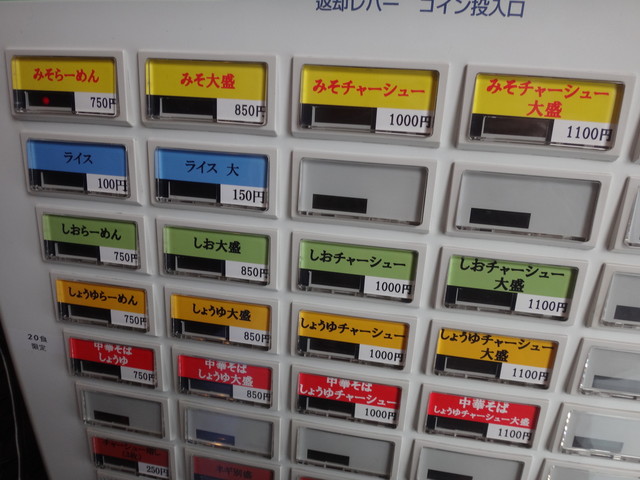 返却レバー コイン投入口
みそらーめん
750円
みそ大盛
850円
みそチャーシュー
1000円
みそチャーシュー
大盛
1100円
ライス
100円
ライス 大
150円
しおらーめん
750円
しお大盛
850円
しおチャーシュー
1000円
しおチャーシュー
大盛
1100円
しょうゆらーめん
750円
しょうゆ大盛
850円
しょうゆチャーシュー
1000円
しょうゆチャーシュー
大盛
1100円
20食
限定
中華そば
しょうゆ
750円
中華そば
しょうゆ大盛
850円
中華そば
しょうゆチャーシュー
1000円
中華そば
しょうゆチャーシュー大盛
1100円
250円